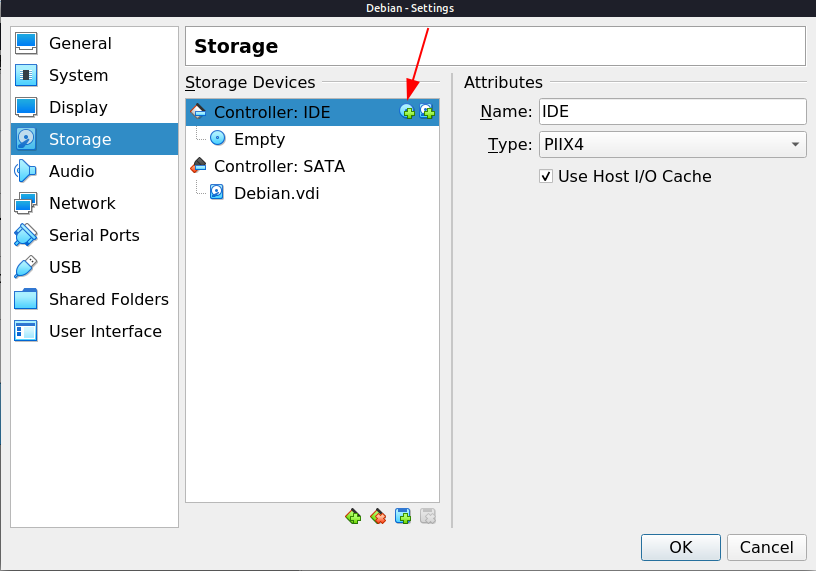 Debian - Settings
General
System
Display
Storage
Audio
Network
Serial Ports
USB
Shared Folders
User Interface
Storage
Storage Devices
Controller: IDE
Empty
Controller: SATA
Debian.vdi
Attributes
Name: IDE
Type: PIIX4
Use Host I/O Cache
OK
Cancel